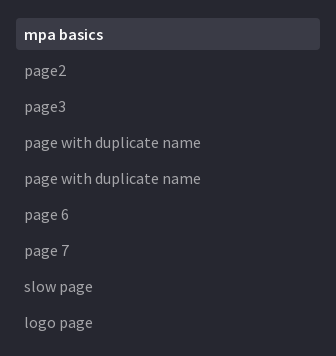 mpa basics
page2
page3
page with duplicate name
page with duplicate name
page 6
page 7
slow page
logo page